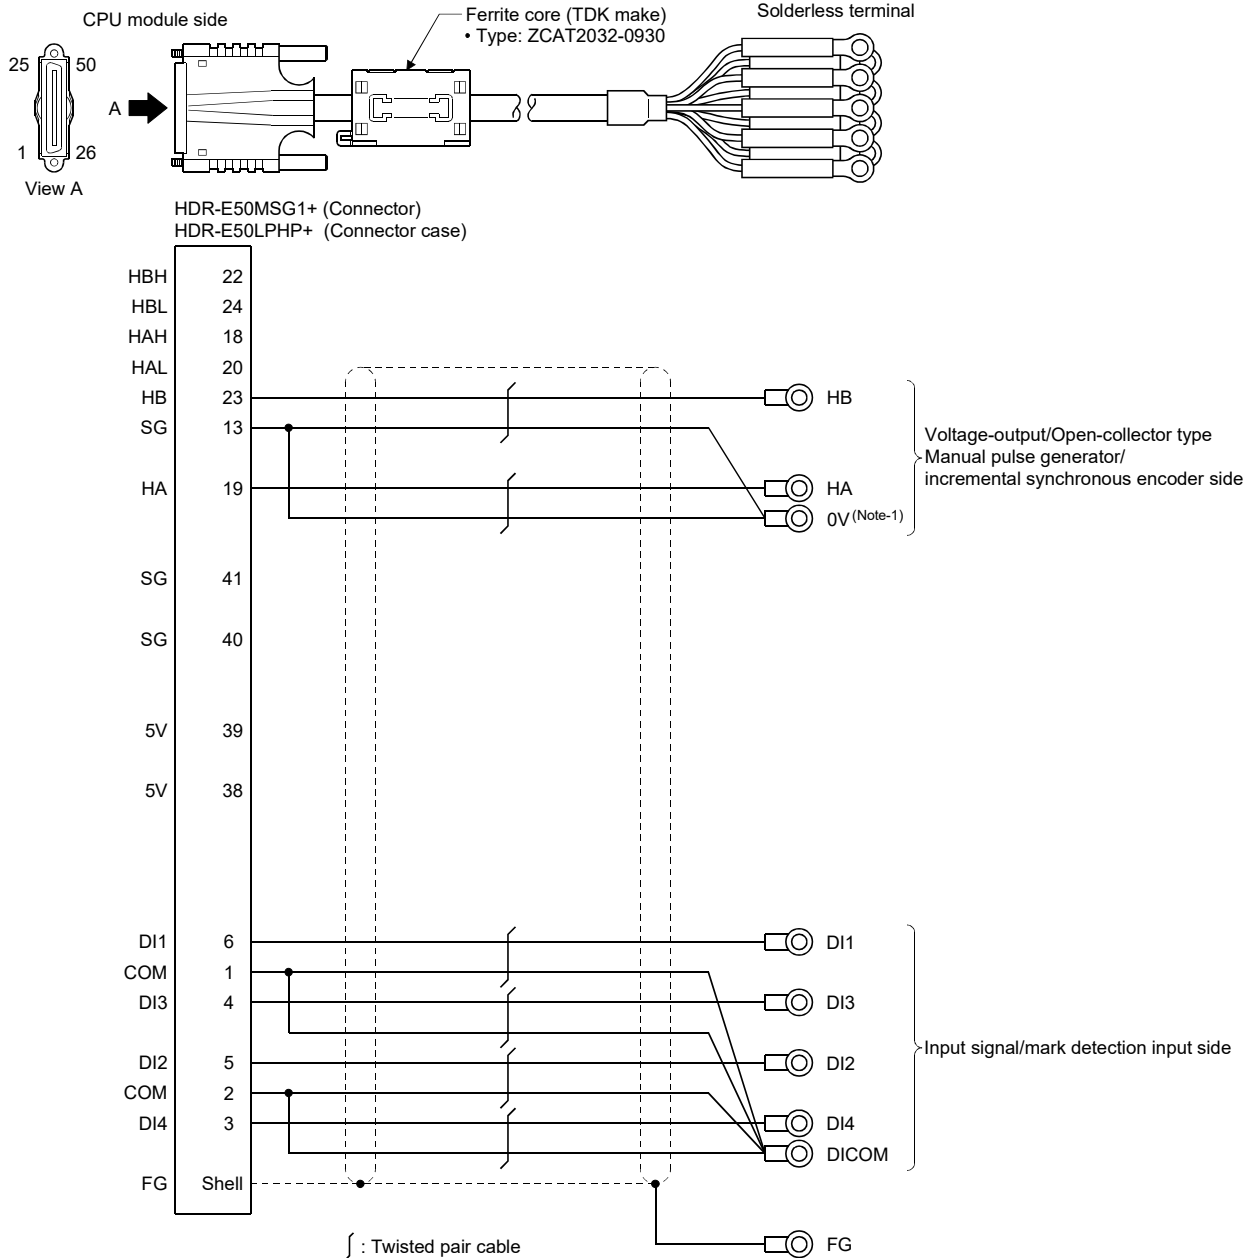 CPU module side
Ferrite core (TDK make)
• Type: ZCAT2032-0930
Solderless terminal
25 50
A
1 26
View A
HDR-E50MSG1+ (Connector)
HDR-E50LPHP+ (Connector case)
HBH 22
HBL 24
HAH 18
HAL 20
HB 23 HB
SG 13
HA 19 HA
0V (Note-1)
Voltage-output/Open-collector type
Manual pulse generator/
incremental synchronous encoder side
SG 41
SG 40
5V 39
5V 38
DI1 6 DI1
COM 1
DI3 4 DI3
DI2 5 DI2
COM 2
DI4 3 DI4
DICOM
Input signal/mark detection input side
FG Shell
FG
⌠ : Twisted pair cable